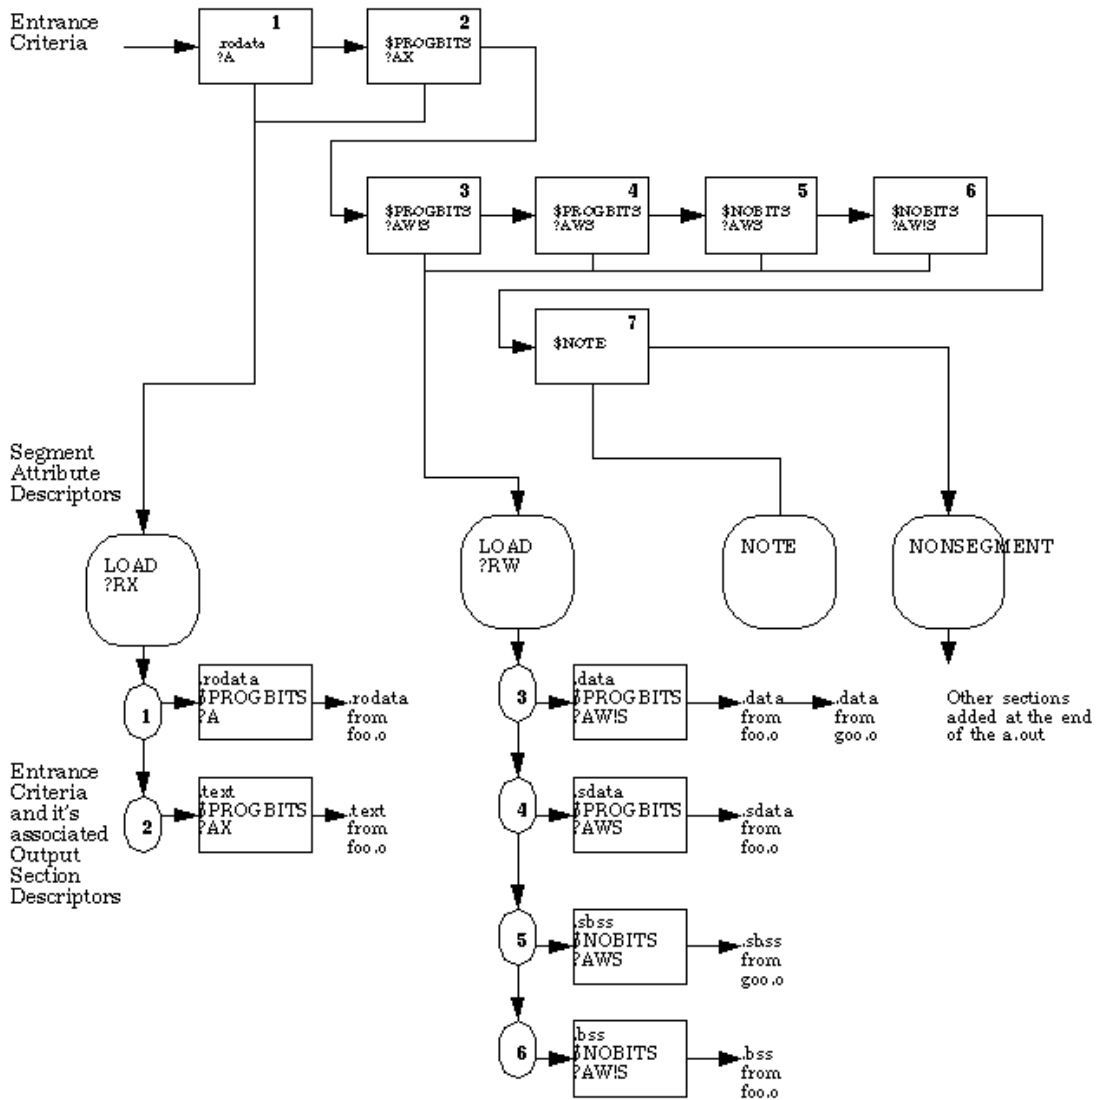 Entrance
Criteria
1
.rodata
?A
2
$PROGBITS
?AX
3
$PROGBITS
?AW!S
4
$PROGBITS
?AWS
5
$NOBITS
?AWS
6
$NOBITS
?AW!S
7
$NOTE
Segment
Attribute
Descriptors
LOAD
?RX
LOAD
?RW
NOTE
NONSEGMENT
1
.rodata
$PROGBITS
?A
.rodata
from
foo.o
2
.text
$PROGBITS
?AX
.text
from
foo.o
3
.data
$PROGBITS
?AW!S
.data
from
foo.o
.data
from
goo.o
Other sections
added at the end
of the a.out
Entrance
Criteria
and it's
associated
Output
Section
Descriptors
4
.sdata
$PROGBITS
?AWS
.sdata
from
foo.o
5
.sbss
$NOBITS
?AWS
.sbss
from
goo.o
6
.bss
$NOBITS
?AW!S
.bss
from
foo.o